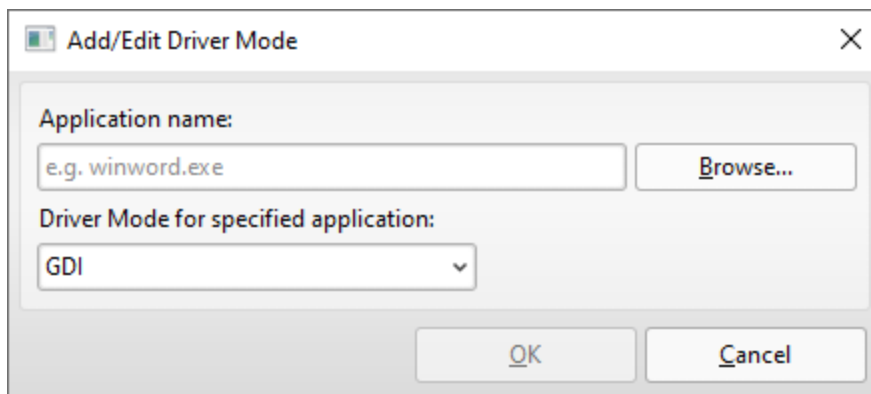 Add/Edit Driver Mode
Application name:
e.g. winword.exe
Browse...
Driver Mode for specified application:
GDI
OK
Cancel